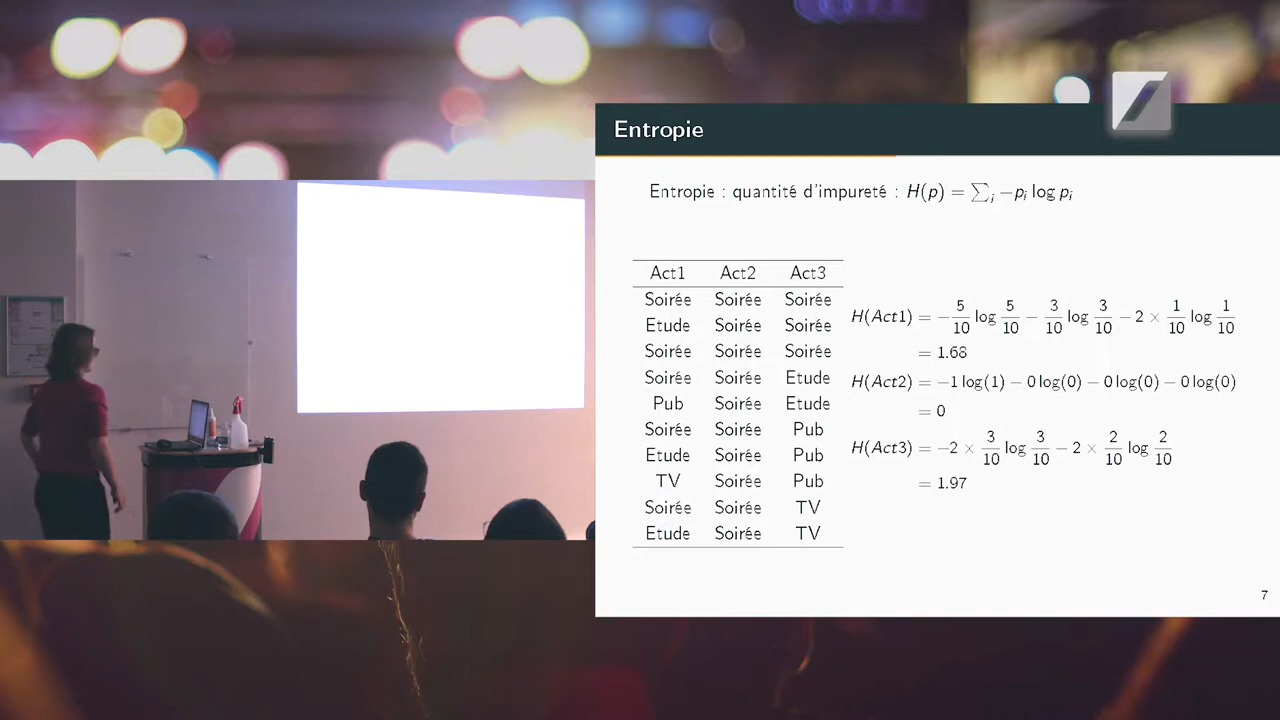 Entropie
Entropie : quantité d'impureté : H(p) = ∑ᵢ −pᵢ log pᵢ
Act1 Act2 Act3
Soirée Soirée Soirée
Etude Soirée Soirée
Soirée Soirée Soirée
Soirée Soirée Etude
Pub Soirée Etude
Soirée Soirée Pub
Etude Soirée Pub
TV Soirée Pub
Soirée Soirée TV
Etude Soirée TV
H(Act1) = −5/10 log 5/10 − 3/10 log 3/10 − 2 × 1/10 log 1/10
= 1.68
H(Act2) = −1 log(1) − 0 log(0) − 0 log(0) − 0 log(0)
= 0
H(Act3) = −2 × 3/10 log 3/10 − 2 × 2/10 log 2/10
= 1.97
7